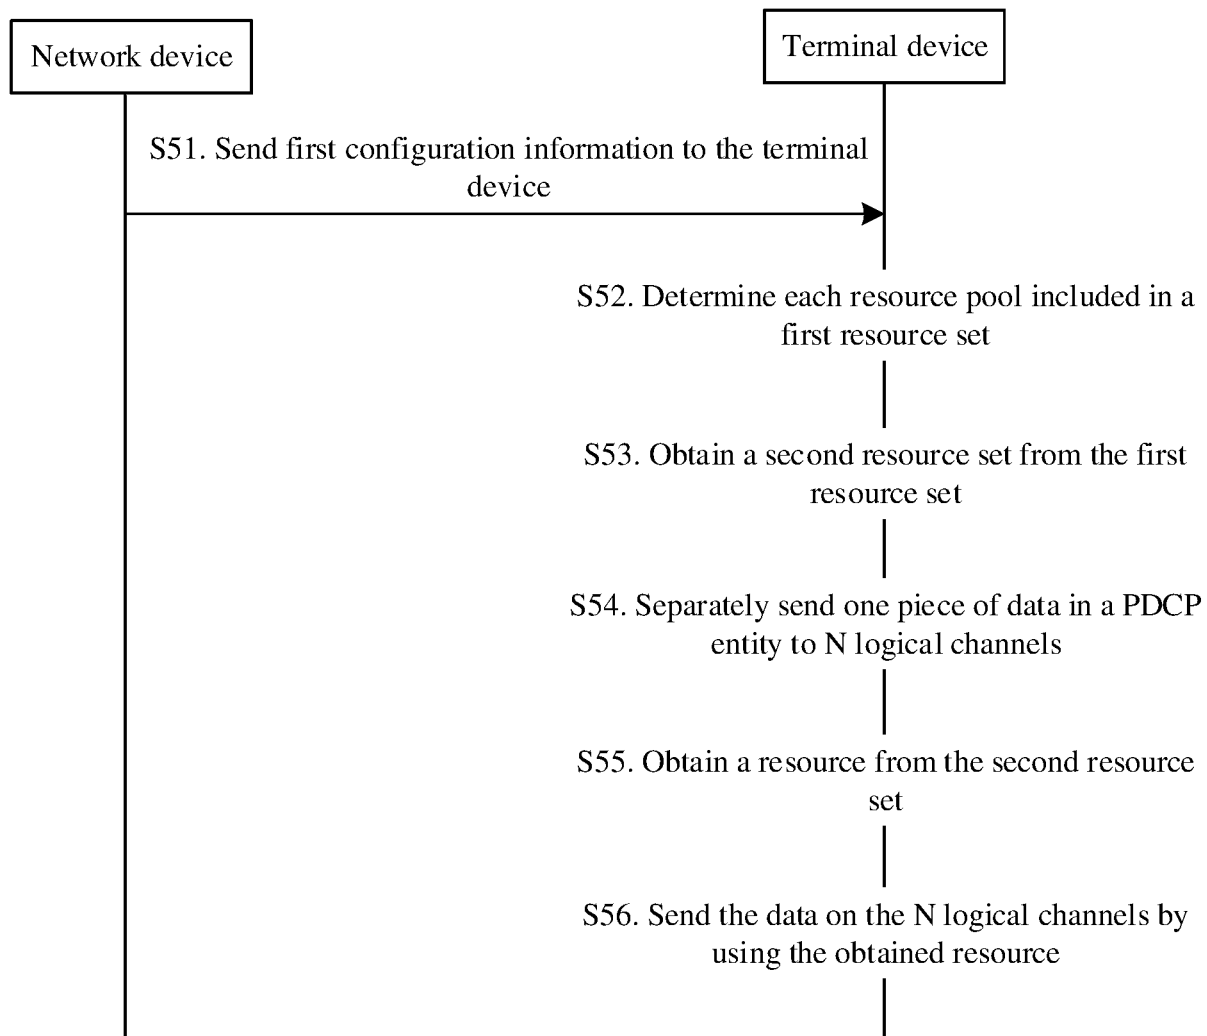 Network device
Terminal device
S51. Send first configuration information to the terminal
device
S52. Determine each resource pool included in a
first resource set
S53. Obtain a second resource set from the first
resource set
S54. Separately send one piece of data in a PDCP
entity to N logical channels
S55. Obtain a resource from the second resource
set
S56. Send the data on the N logical channels by
using the obtained resource